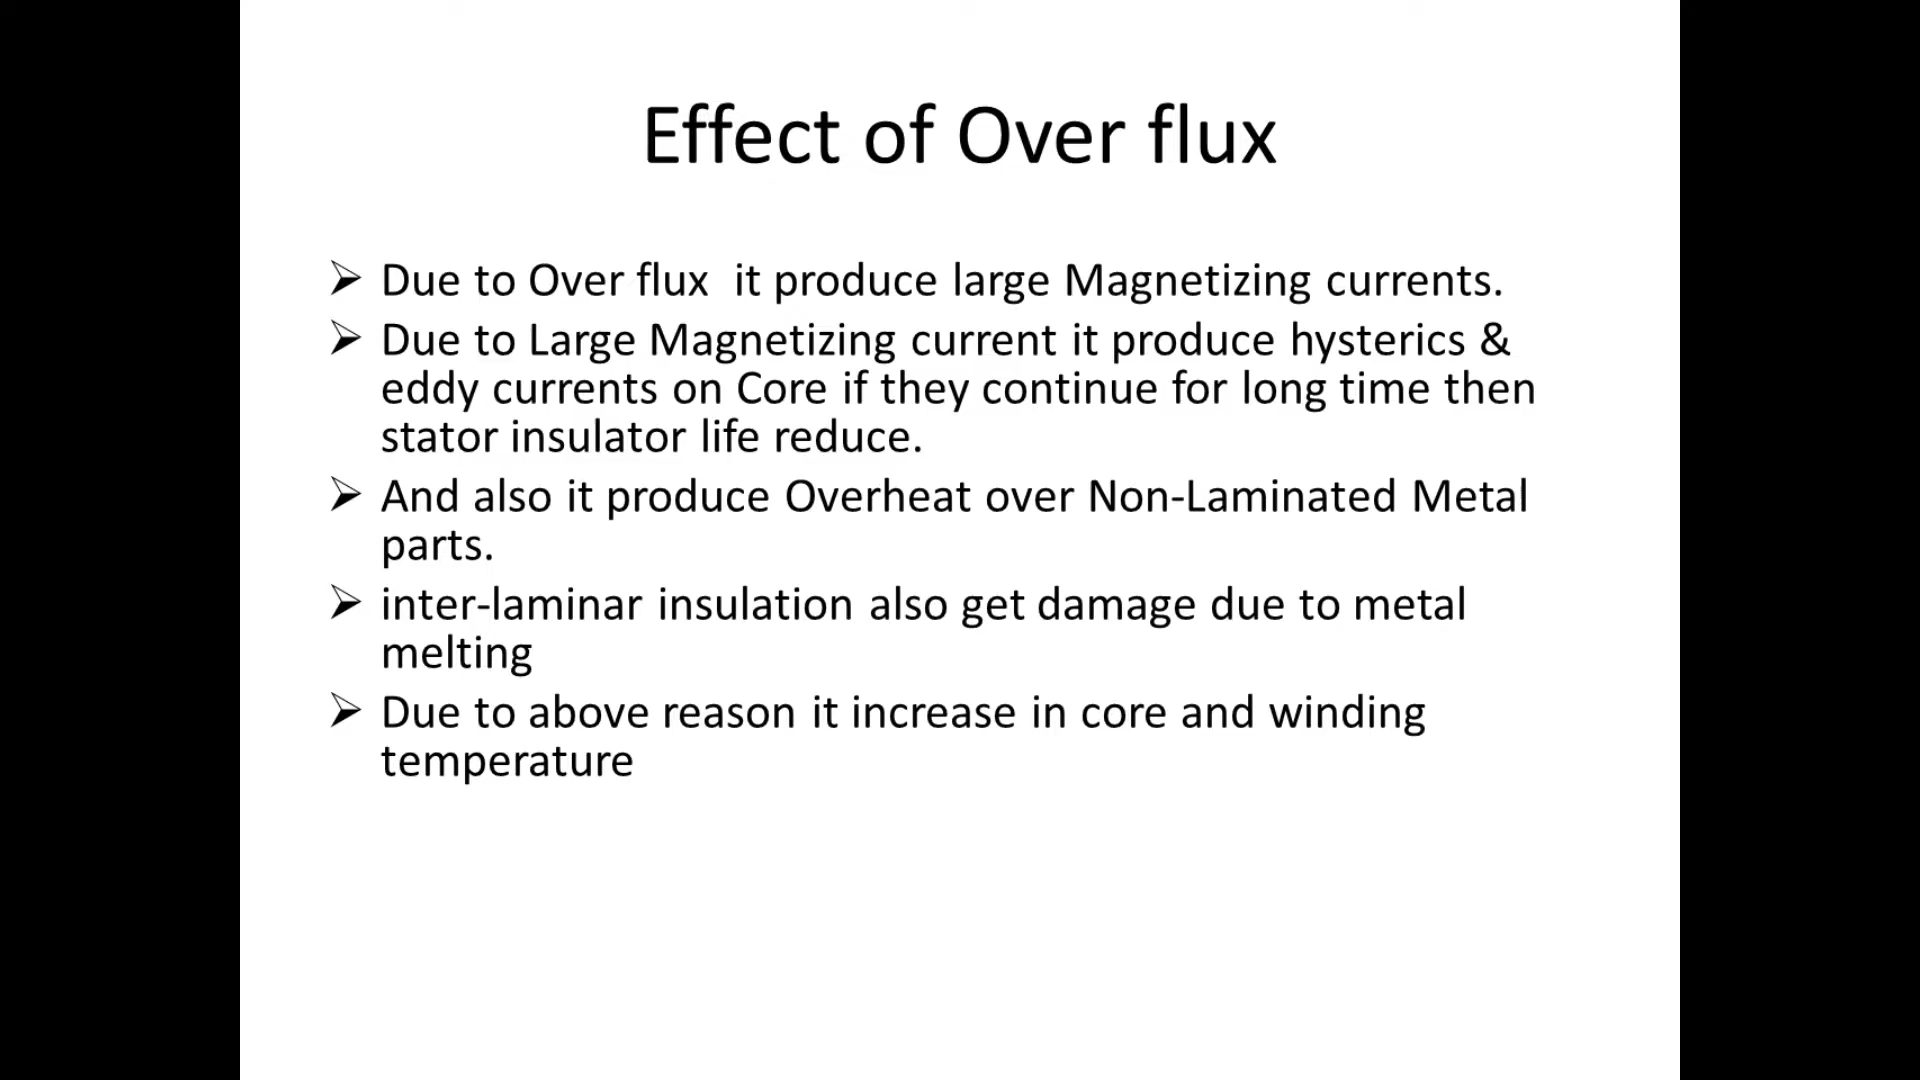 Effect of Over flux
➢ Due to Over flux  it produce large Magnetizing currents.
➢ Due to Large Magnetizing current it produce hysterics &
eddy currents on Core if they continue for long time then
stator insulator life reduce.
➢ And also it produce Overheat over Non-Laminated Metal
parts.
➢ inter-laminar insulation also get damage due to metal
melting
➢ Due to above reason it increase in core and winding
temperature